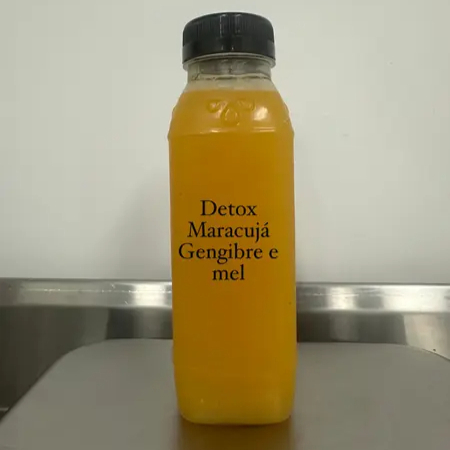 Detox
Maracujá
Gengibre e
mel